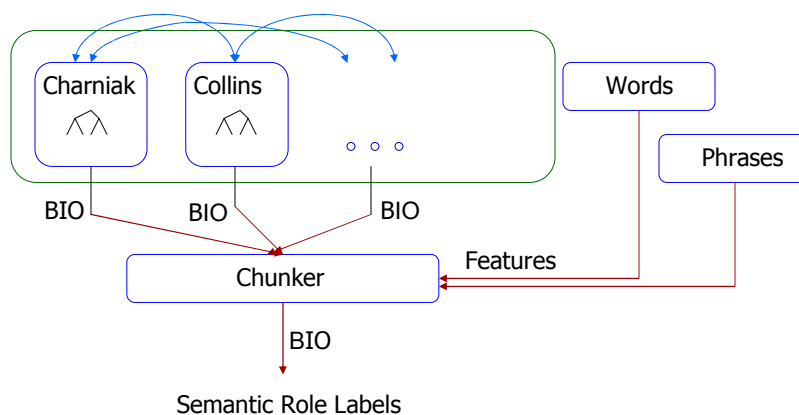 Charniak
Collins
Words
Phrases
BIO
BIO
BIO
Features
Chunker
BIO
Semantic Role Labels